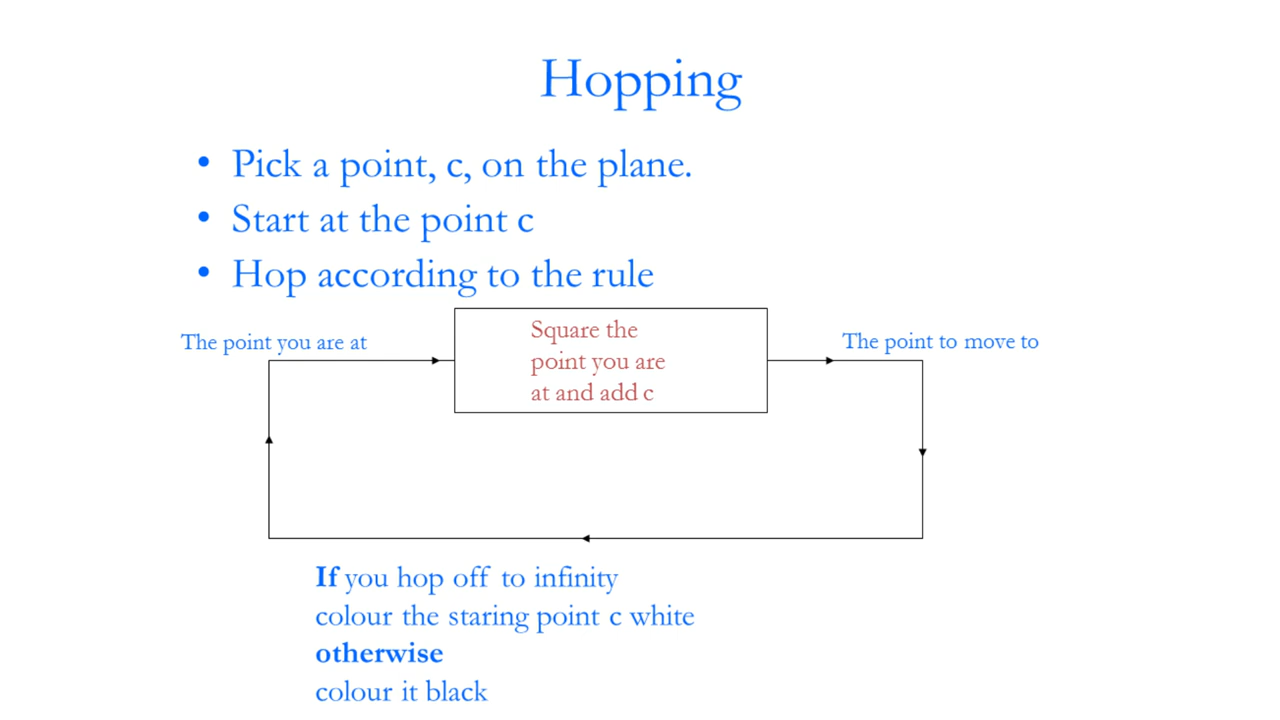 Hopping
• Pick a point, c, on the plane.
• Start at the point c
• Hop according to the rule
The point you are at
Square the
point you are
at and add c
The point to move to
If you hop off to infinity
colour the staring point c white
otherwise
colour it black